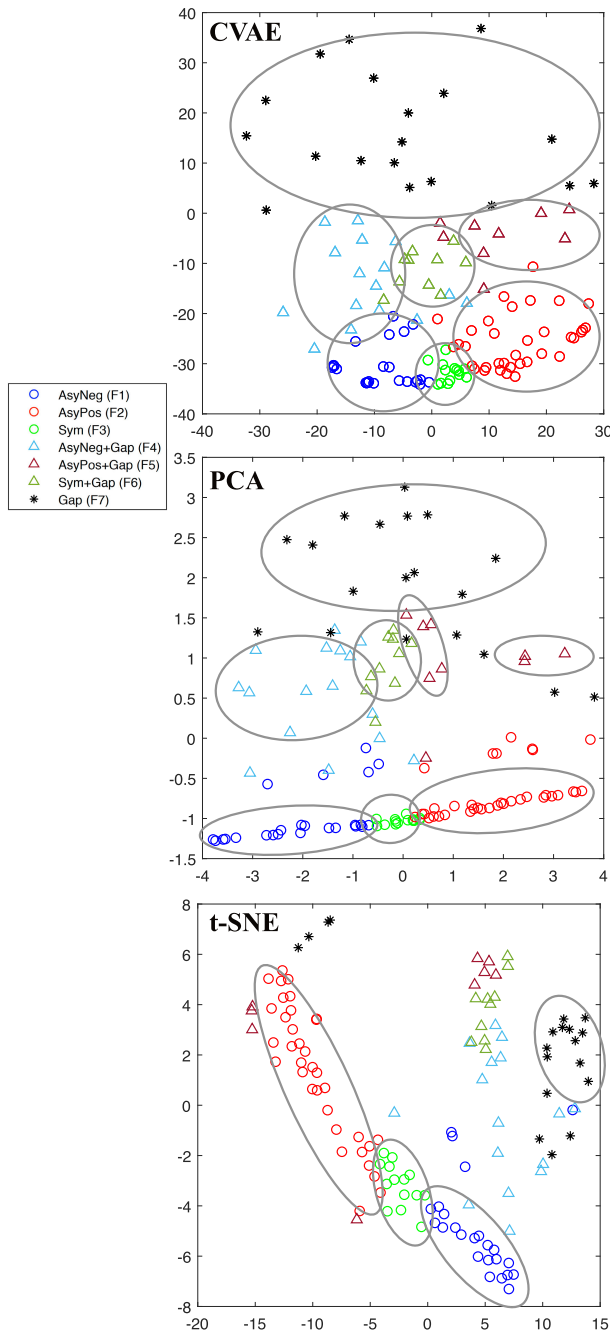 CVAE
40
30
20
10
0
-10
-20
-30
-40
-30 -20 -10 0 10 20 30
AsyNeg (F1)
AsyPos (F2)
Sym (F3)
AsyNeg+Gap (F4)
AsyPos+Gap (F5)
Sym+Gap (F6)
Gap (F7)
PCA
3.5
3
2.5
2
1.5
1
0.5
0
-0.5
-1
-1.5
-4 -3 -2 -1 0 1 2 3 4
t-SNE
8
6
4
2
0
-2
-4
-6
-8
-20 -15 -10 -5 0 5 10 15